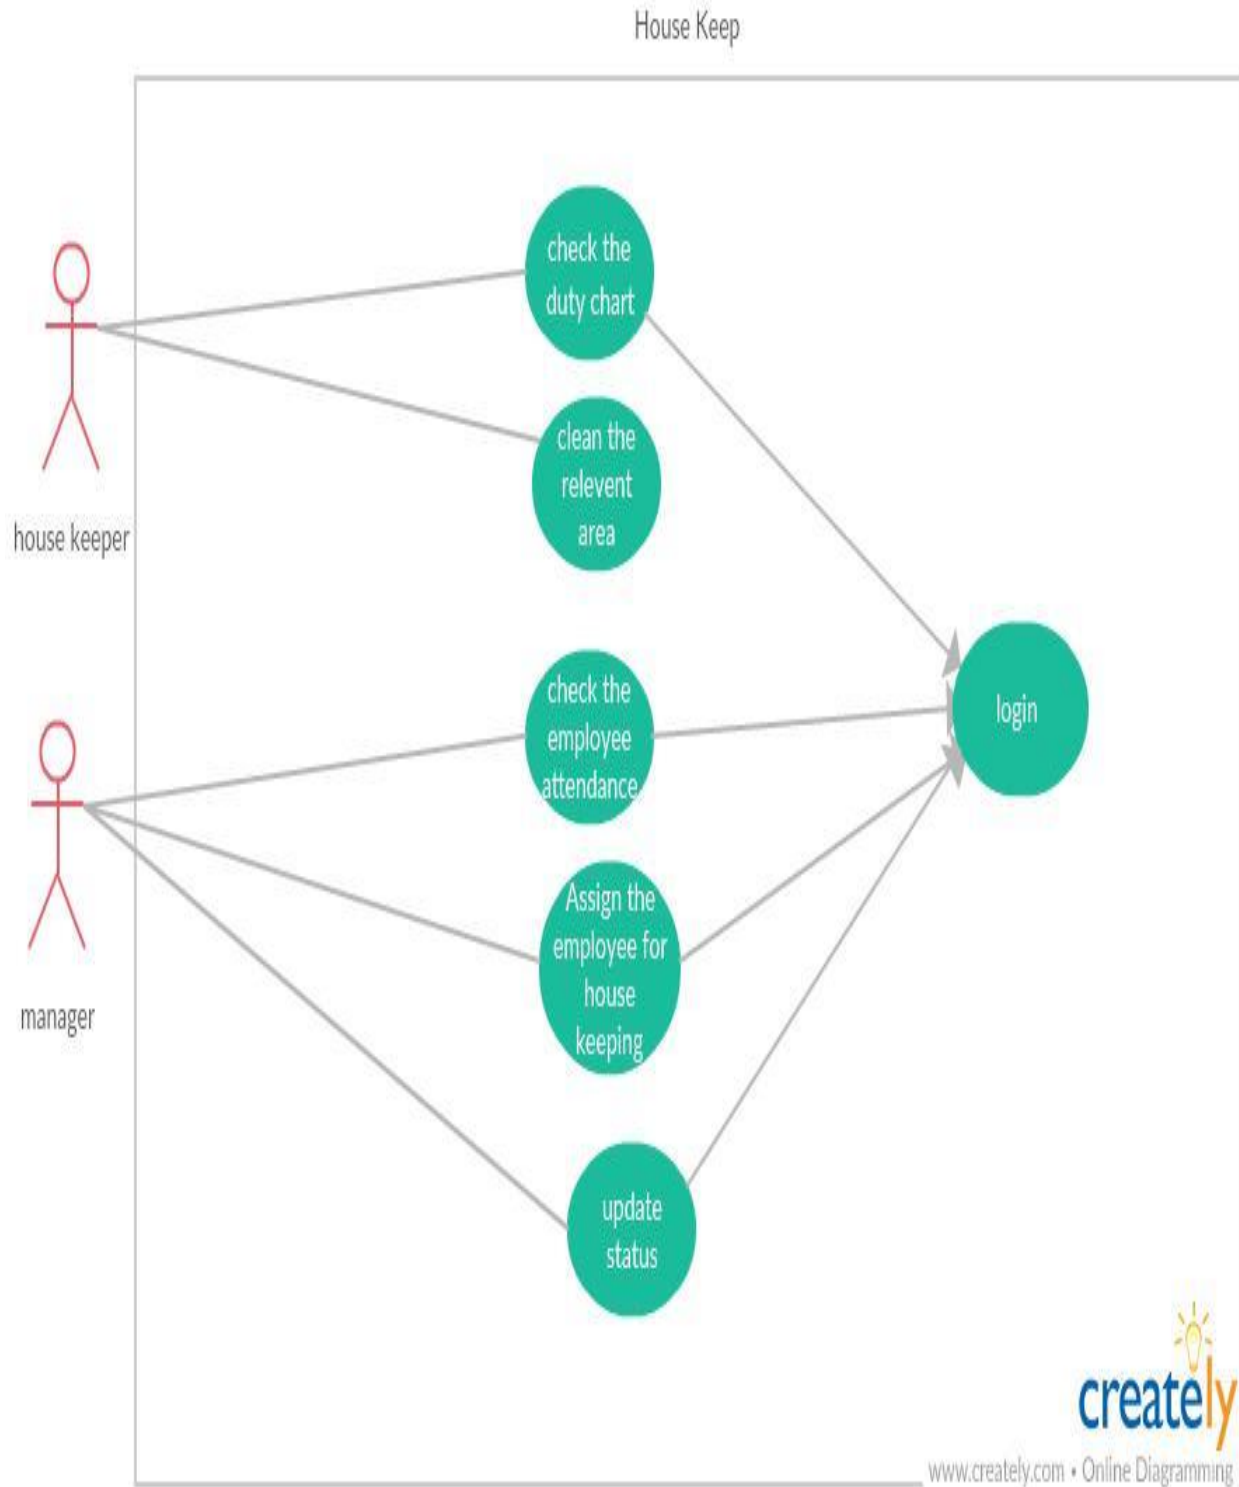 House Keep
check the
duty chart
clean the
relevent
area
house keeper
check the
employee
attendance
login
Assign the
employee for
house
keeping
manager
update
status
creately
www.creately.com • Online Diagramming